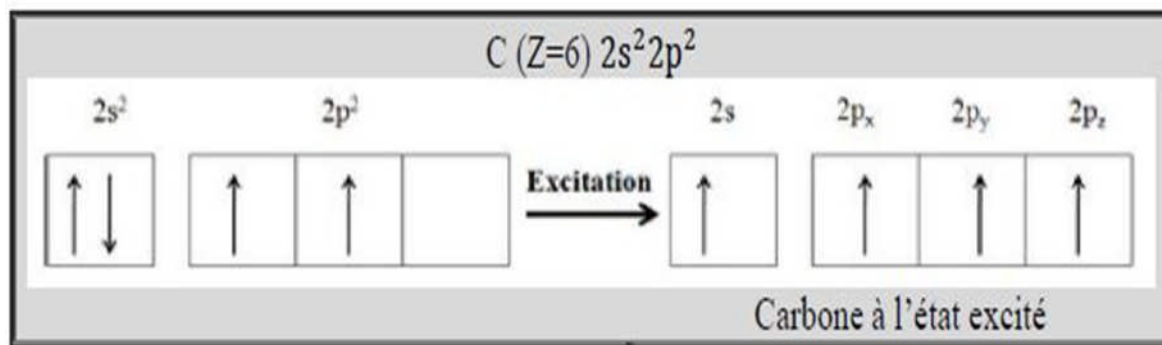 C (Z=6) 2s²2p²
2s² 2p² 2s 2pₓ 2pᵧ 2p_z
Excitation
Carbone à l'état excité